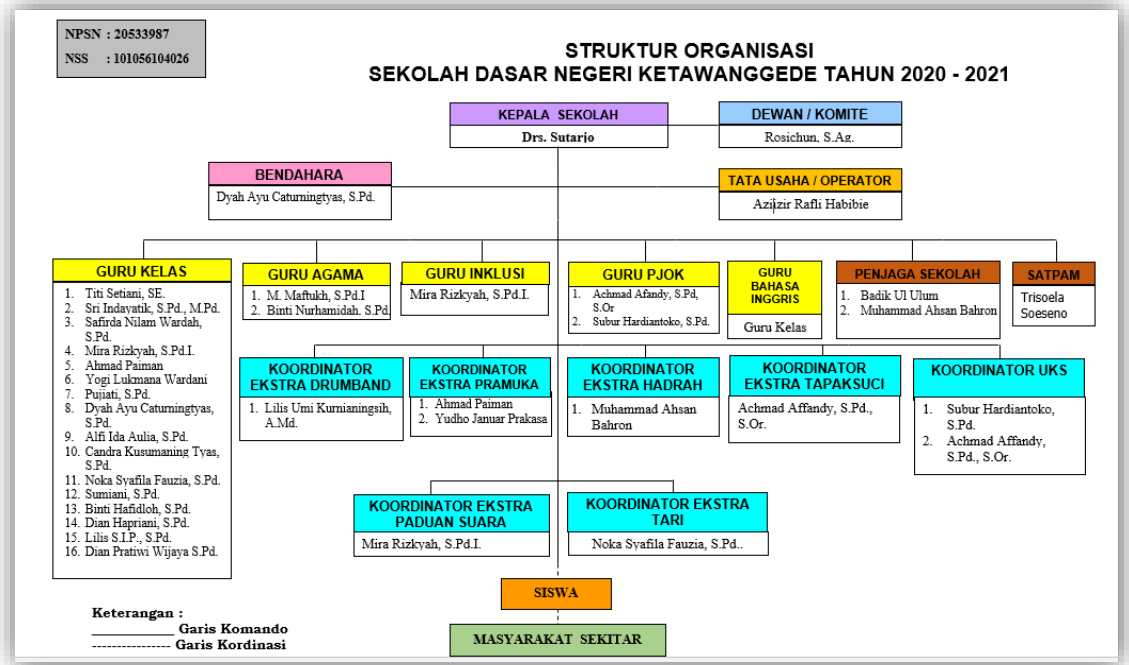 NPSN : 20533987
NSS : 101056104026
STRUKTUR ORGANISASI
SEKOLAH DASAR NEGERI KETAWANGGEDE TAHUN 2020 - 2021
KEPALA SEKOLAH
Drs. Sutarjo
DEWAN / KOMITE
Rosichun, S.Ag.
BENDAHARA
Dyah Ayu Caturningtyas, S.Pd.
TATA USAHA / OPERATOR
Azizir Rafli Habibie
GURU KELAS
1. Titi Setiani, SE.
2. Sri Indayatik, S.Pd., M.Pd.
3. Safirda Nilam Wardah,
S.Pd.
4. Mira Rizkyah, S.Pd.I.
5. Ahmad Paiman
6. Yogi Lukmana Wardani
7. Pujiati, S.Pd.
8. Dyah Ayu Caturningtyas,
S.Pd.
9. Alfi Ida Aulia, S.Pd.
10. Candra Kusumaning Tyas,
S.Pd.
11. Noka Syafila Fauzia, S.Pd.
12. Sumiani, S.Pd.
13. Binti Hafidloh, S.Pd.
14. Dian Hapriani, S.Pd.
15. Lilis S.I.P., S.Pd.
16. Dian Pratiwi Wijaya S.Pd.
GURU AGAMA
1. M. Maftukh, S.Pd.I
2. Binti Nurhamidah. S.Pd.
GURU INKLUSI
Mira Rizkyah, S.Pd.I.
GURU PJOK
1. Achmad Afandy, S.Pd,
S.Or
2. Subur Hardiantoko, S.Pd.
GURU
BAHASA
INGGRIS
Guru Kelas
PENJAGA SEKOLAH
1. Badik Ul Ulum
2. Muhammad Ahsan Bahron
SATPAM
Trisoela
Soeseno
KOORDINATOR
EKSTRA DRUMBAND
1. Lilis Umi Kurnianingsih,
A.Md.
KOORDINATOR
EKSTRA PRAMUKA
1. Ahmad Paiman
2. Yudho Januar Prakasa
KOORDINATOR
EKSTRA HADRAH
1. Muhammad Ahsan
Bahron
KOORDINATOR
EKSTRA TAPAKSUCI
Achmad Affandy, S.Pd.,
S.Or.
KOORDINATOR UKS
1. Subur Hardiantoko,
S.Pd.
2. Achmad Affandy,
S.Pd., S.Or.
KOORDINATOR EKSTRA
PADUAN SUARA
Mira Rizkyah, S.Pd.I.
KOORDINATOR EKSTRA
TARI
Noka Syafila Fauzia, S.Pd..
SISWA
MASYARAKAT SEKITAR
Keterangan :
____________ Garis Komando
---------------- Garis Kordinasi